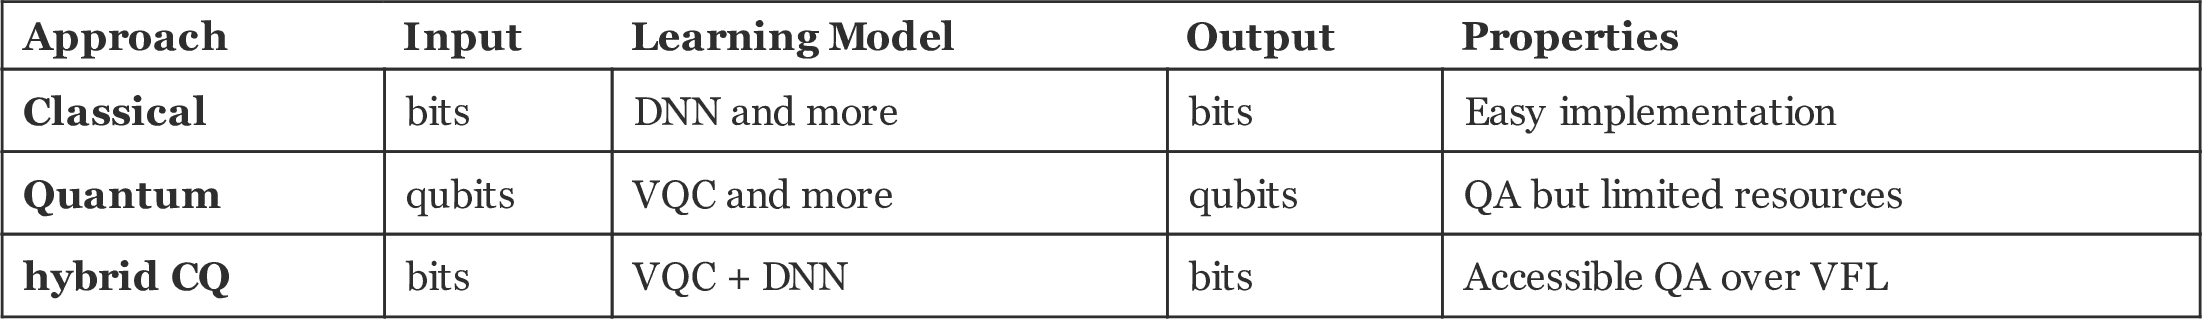 Approach Input Learning Model Output Properties
Classical bits DNN and more bits Easy implementation
Quantum qubits VQC and more qubits QA but limited resources
hybrid CQ bits VQC + DNN bits Accessible QA over VFL